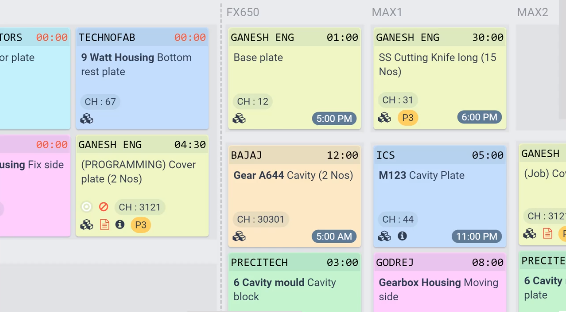 FX650
MAX1
MAX2
TORS 00:00
or plate
TECHNOFAB 00:00
9 Watt Housing Bottom
rest plate
CH : 67
GANESH ENG 01:00
Base plate
CH : 12
5:00 PM
GANESH ENG 30:00
SS Cutting Knife long (15
Nos)
CH : 31
P3
6:00 PM
00:00
using Fix side
GANESH ENG 04:30
(PROGRAMMING) Cover
plate (2 Nos)
CH : 3121
P3
BAJAJ 12:00
Gear A644 Cavity (2 Nos)
CH : 30301
5:00 AM
ICS 05:00
M123 Cavity Plate
CH : 44
11:00 PM
GANESH
(Job) Cov
CH : 312
PRECITECH 03:00
6 Cavity mould Cavity
block
GODREJ 08:00
Gearbox Housing Moving
side
PRECITE
6 Cavity
plate